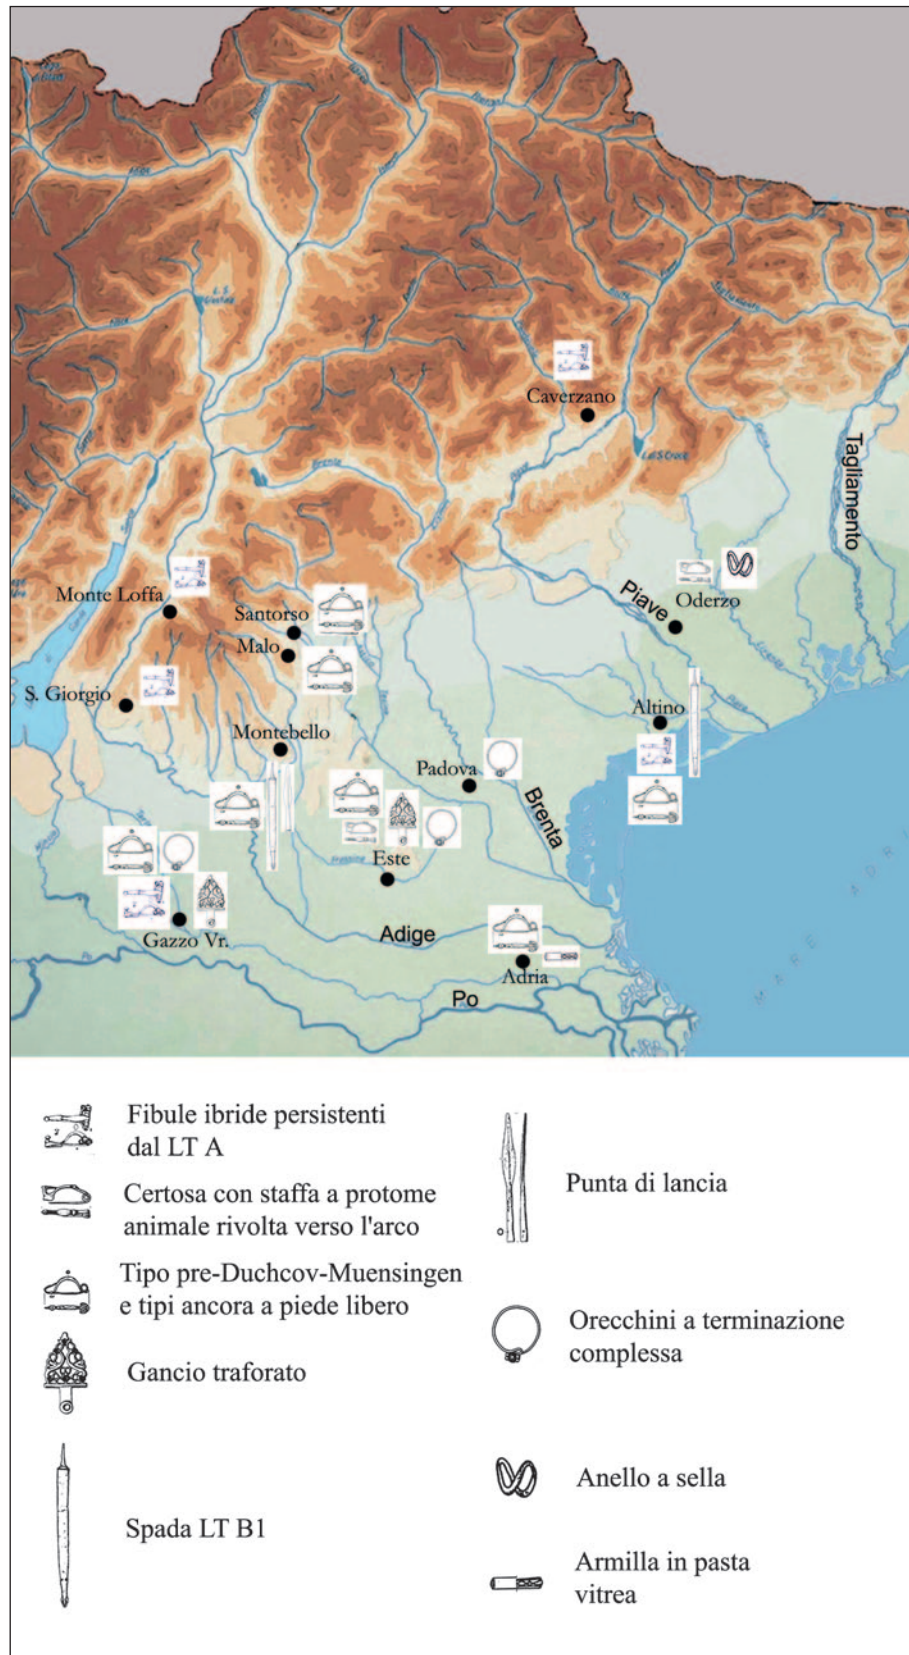 Caverzano
Tagliamento
Monte Loffa
Santorso
Malo
Oderzo
Piave
S. Giorgio
Montebello
Altino
Padova
Brenta
Este
Gazzo Vr.
Adige
Adria
Po
MARE ADRI
Fibule ibride persistenti
dal LT A
Certosa con staffa a protome
animale rivolta verso l'arco
Tipo pre-Duchcov-Muensingen
e tipi ancora a piede libero
Gancio traforato
Spada LT B1
Punta di lancia
Orecchini a terminazione
complessa
Anello a sella
Armilla in pasta
vitrea